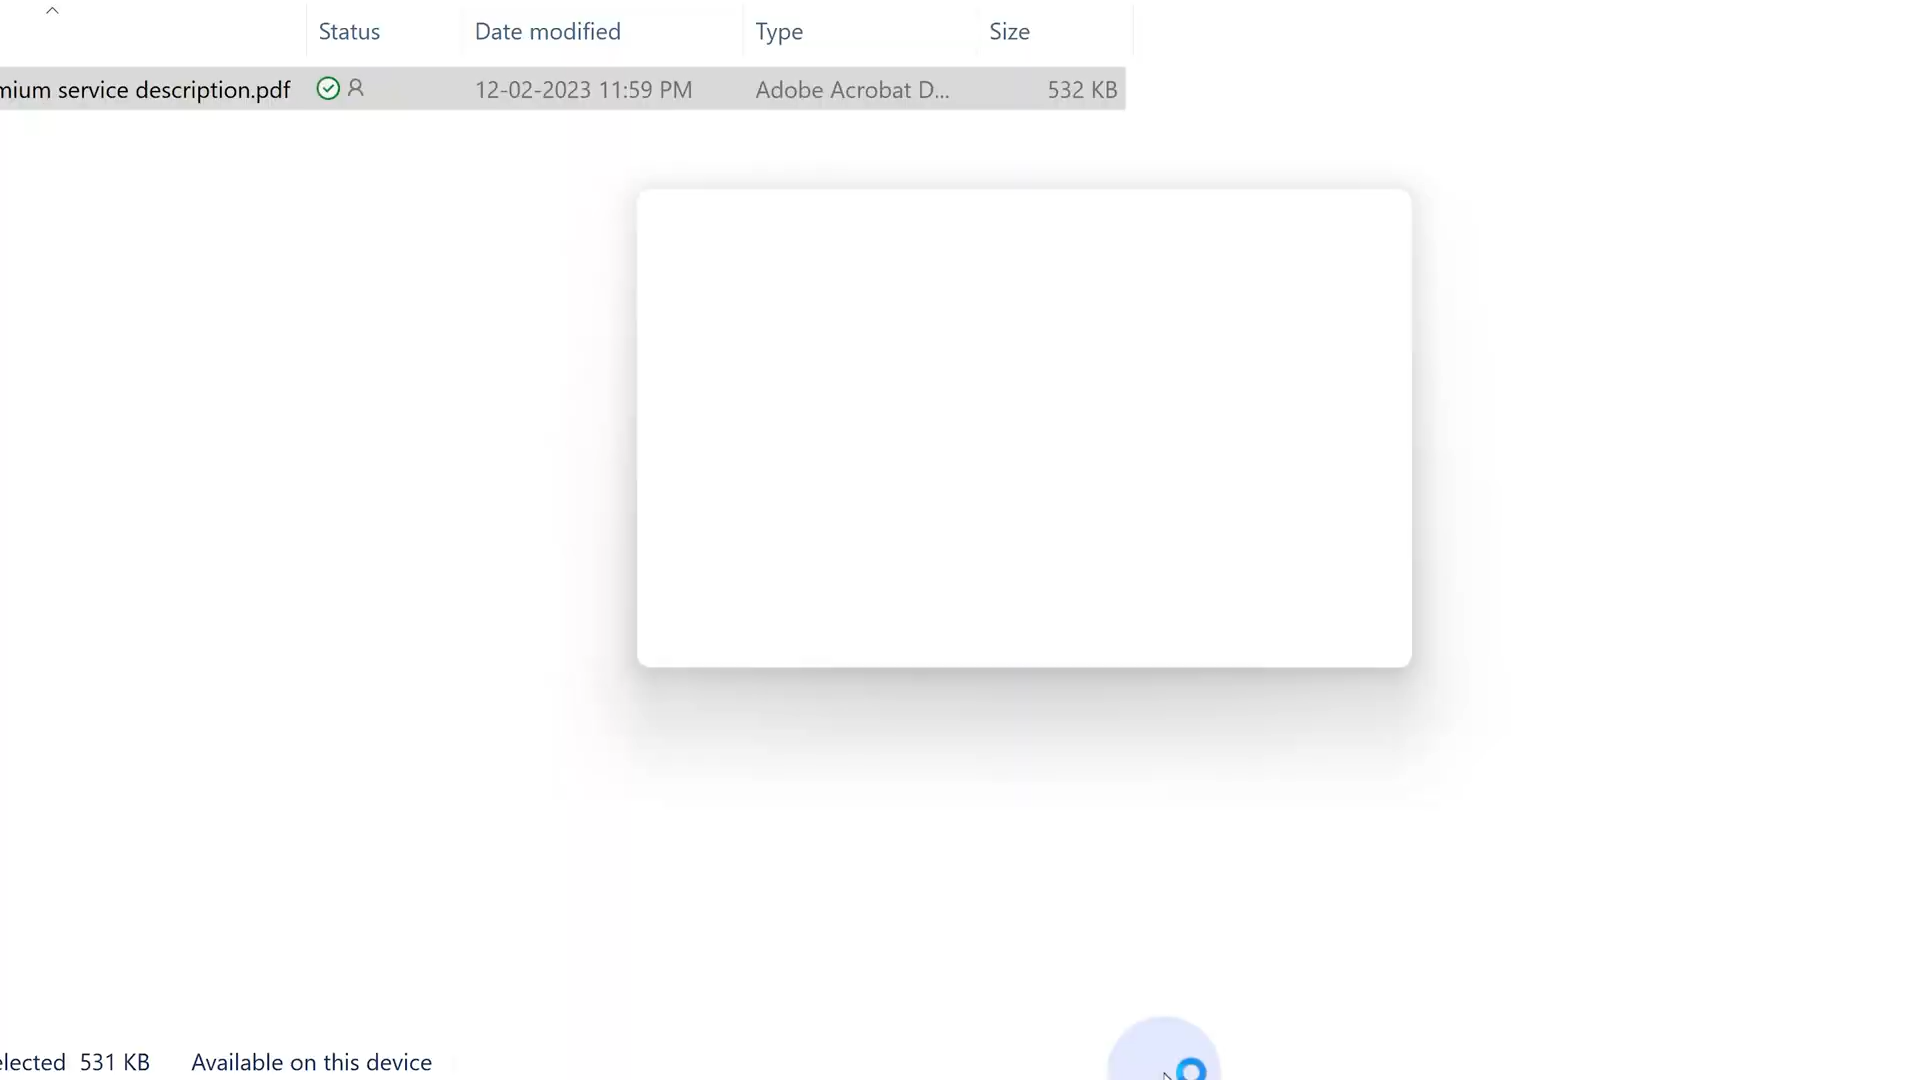 Status Date modified Type Size
mium service description.pdf 12-02-2023 11:59 PM Adobe Acrobat D... 532 KB
elected 531 KB Available on this device